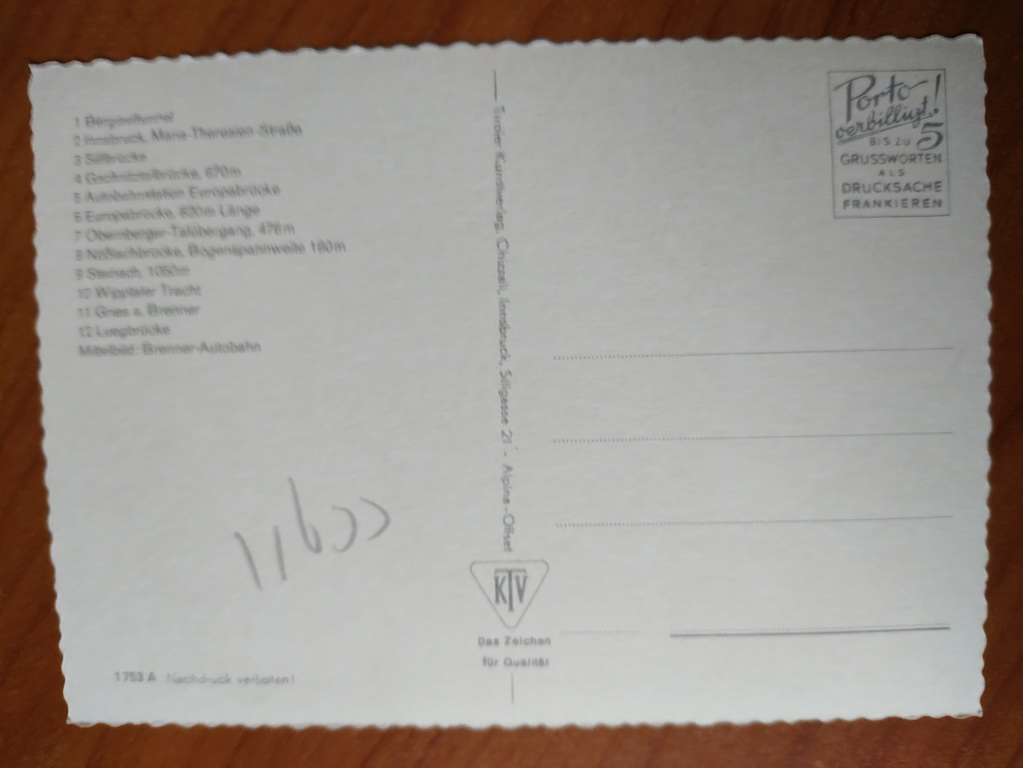 1 Bergiseltunnel
2 Innsbruck, Maria-Theresien-Straße
3 Sillbrücke
4 Gschnitztalbrücke, 670m
5 Autobahnstation Europabrücke
6 Europabrücke, 820m Länge
7 Obernberger-Talübergang, 476m
8 Nößlachbrücke, Bogenspannweite 180m
9 Steinach, 1050m
10 Wipptaler Tracht
11 Gries a. Brenner
12 Luegbrücke
Mittelbild: Brenner-Autobahn
1753 A Nachdruck verboten!
Tiroler Kunstverlag, Chizzali, Innsbruck, Sillgasse 21 - Alpina-Offset
KTV
Das Zeichen
für Qualität
Porto
verbilligt!
BIS ZU 5
GRUSSWORTEN
ALS
DRUCKSACHE
FRANKIEREN